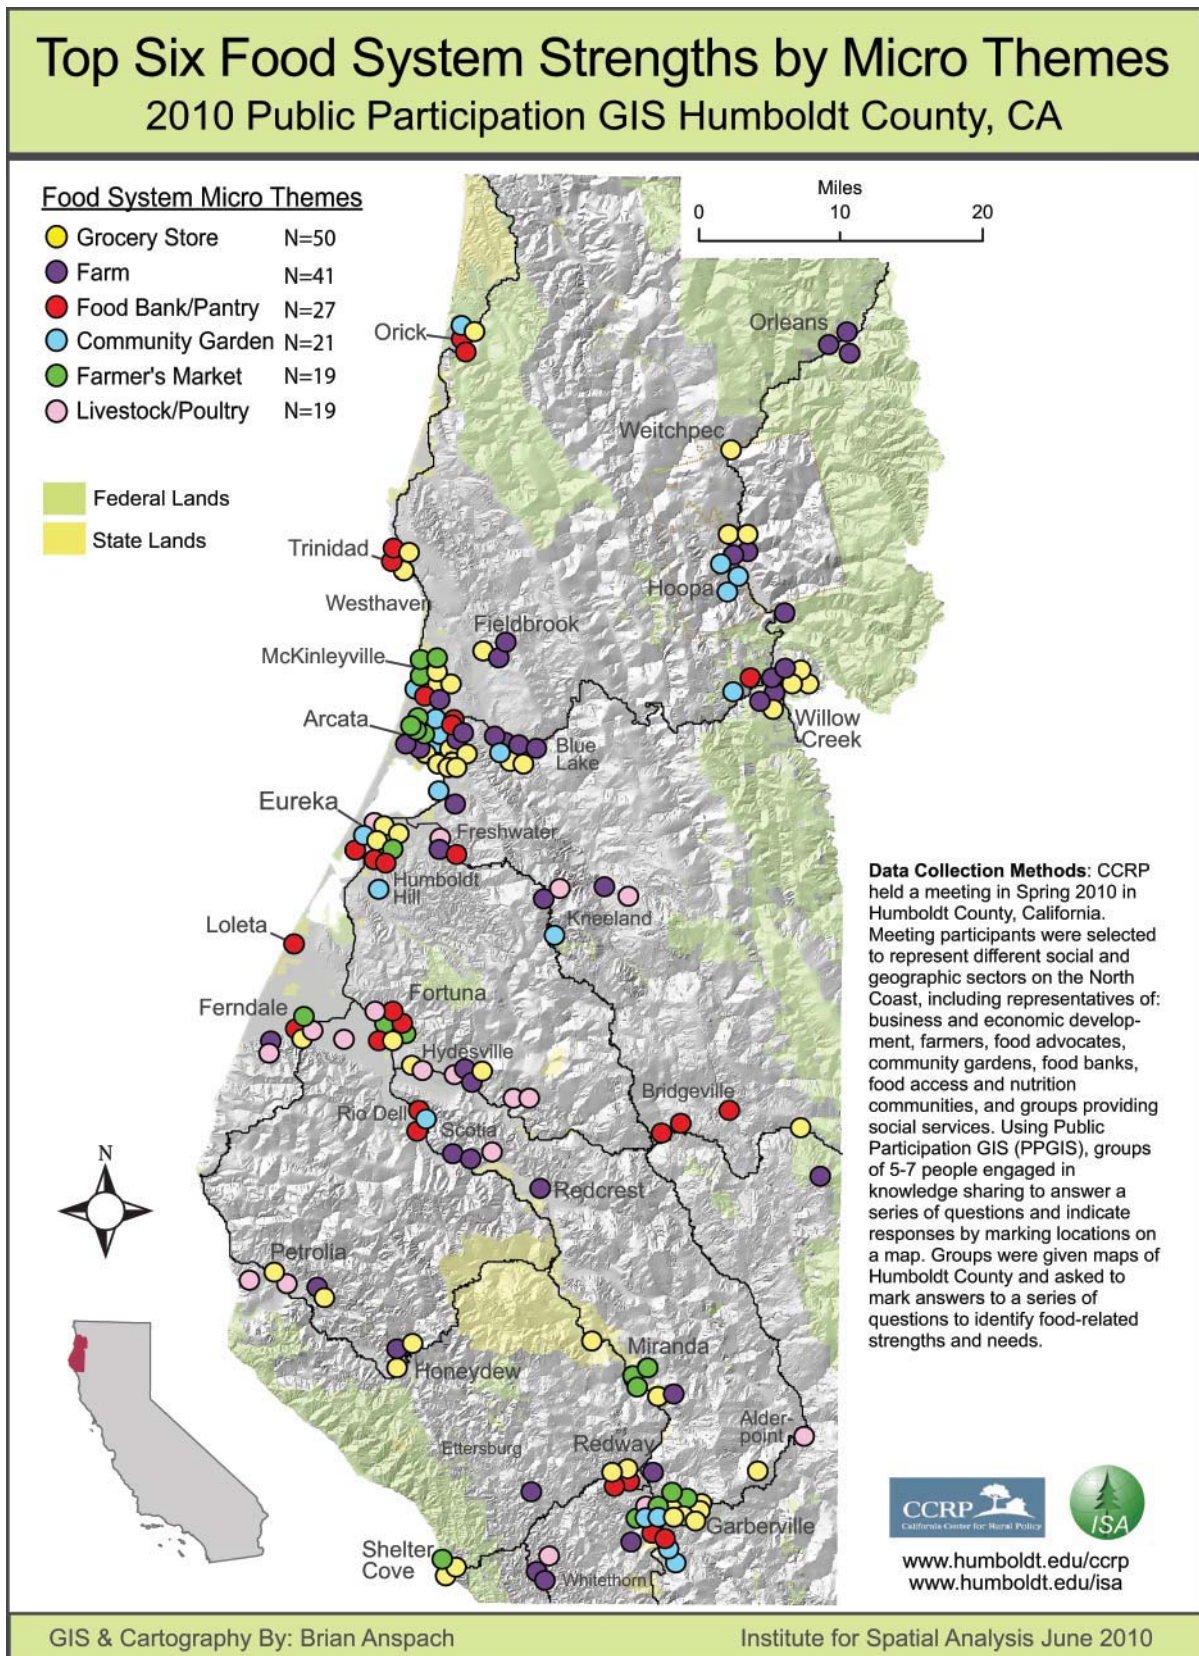 Top Six Food System Strengths by Micro Themes
2010 Public Participation GIS Humboldt County, CA
Food System Micro Themes
Grocery Store N=50
Farm N=41
Food Bank/Pantry N=27
Community Garden N=21
Farmer's Market N=19
Livestock/Poultry N=19
Federal Lands
State Lands
Miles
0 10 20
Orick
Orleans
Weitchpec
Trinidad
Hoopa
Westhaven
Fieldbrook
McKinleyville
Arcata
Willow
Creek
Blue
Lake
Eureka
Freshwater
Humboldt
Hill
Kneeland
Loleta
Fortuna
Ferndale
Hydesville
Bridgeville
Rio Dell
Scotia
Redcrest
Petrolia
Miranda
Honeydew
Alder-
point
Ettersburg
Redway
Garberville
Shelter
Cove
Whitethorn
N
Data Collection Methods: CCRP
held a meeting in Spring 2010 in
Humboldt County, California.
Meeting participants were selected
to represent different social and
geographic sectors on the North
Coast, including representatives of:
business and economic develop-
ment, farmers, food advocates,
community gardens, food banks,
food access and nutrition
communities, and groups providing
social services. Using Public
Participation GIS (PPGIS), groups
of 5-7 people engaged in
knowledge sharing to answer a
series of questions and indicate
responses by marking locations on
a map. Groups were given maps of
Humboldt County and asked to
mark answers to a series of
questions to identify food-related
strengths and needs.
CCRP
California Center for Rural Policy
ISA
www.humboldt.edu/ccrp
www.humboldt.edu/isa
GIS & Cartography By: Brian Anspach
Institute for Spatial Analysis June 2010